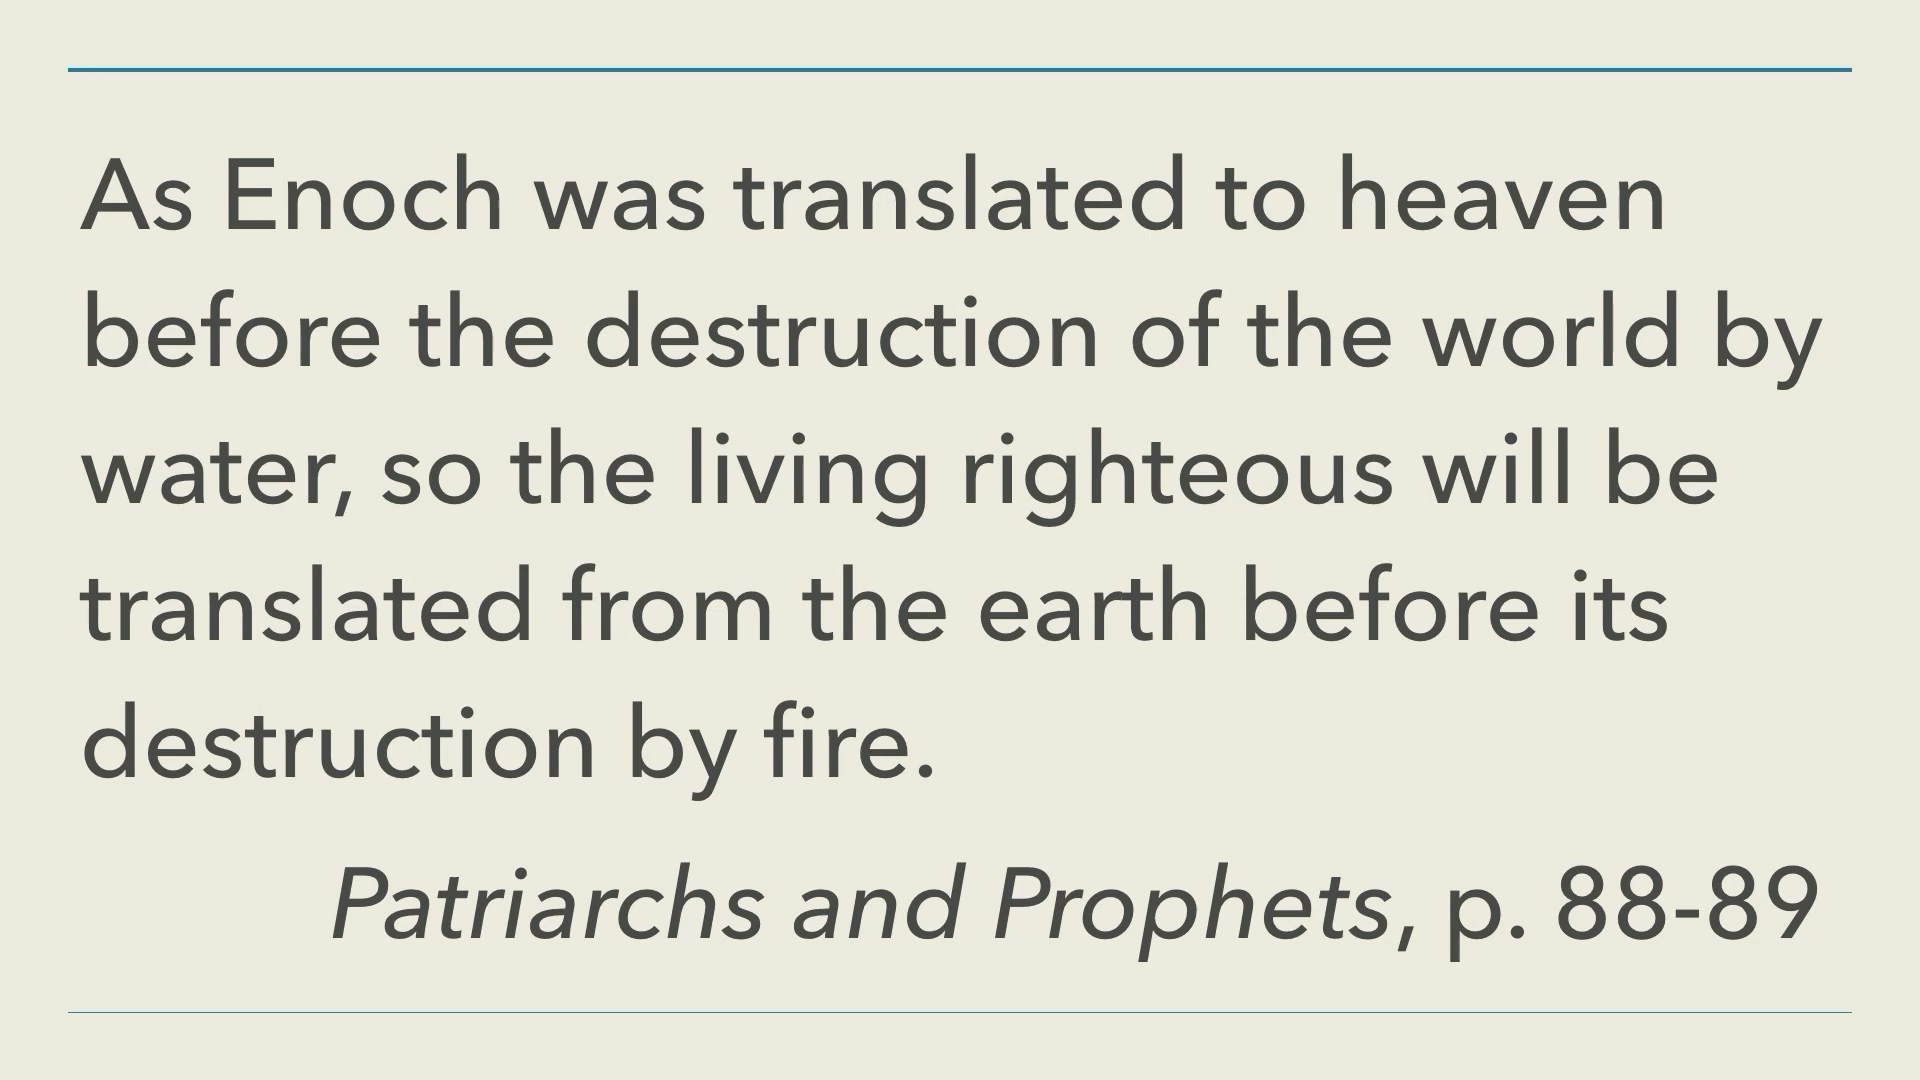 As Enoch was translated to heaven
before the destruction of the world by
water, so the living righteous will be
translated from the earth before its
destruction by fire.
Patriarchs and Prophets, p. 88-89